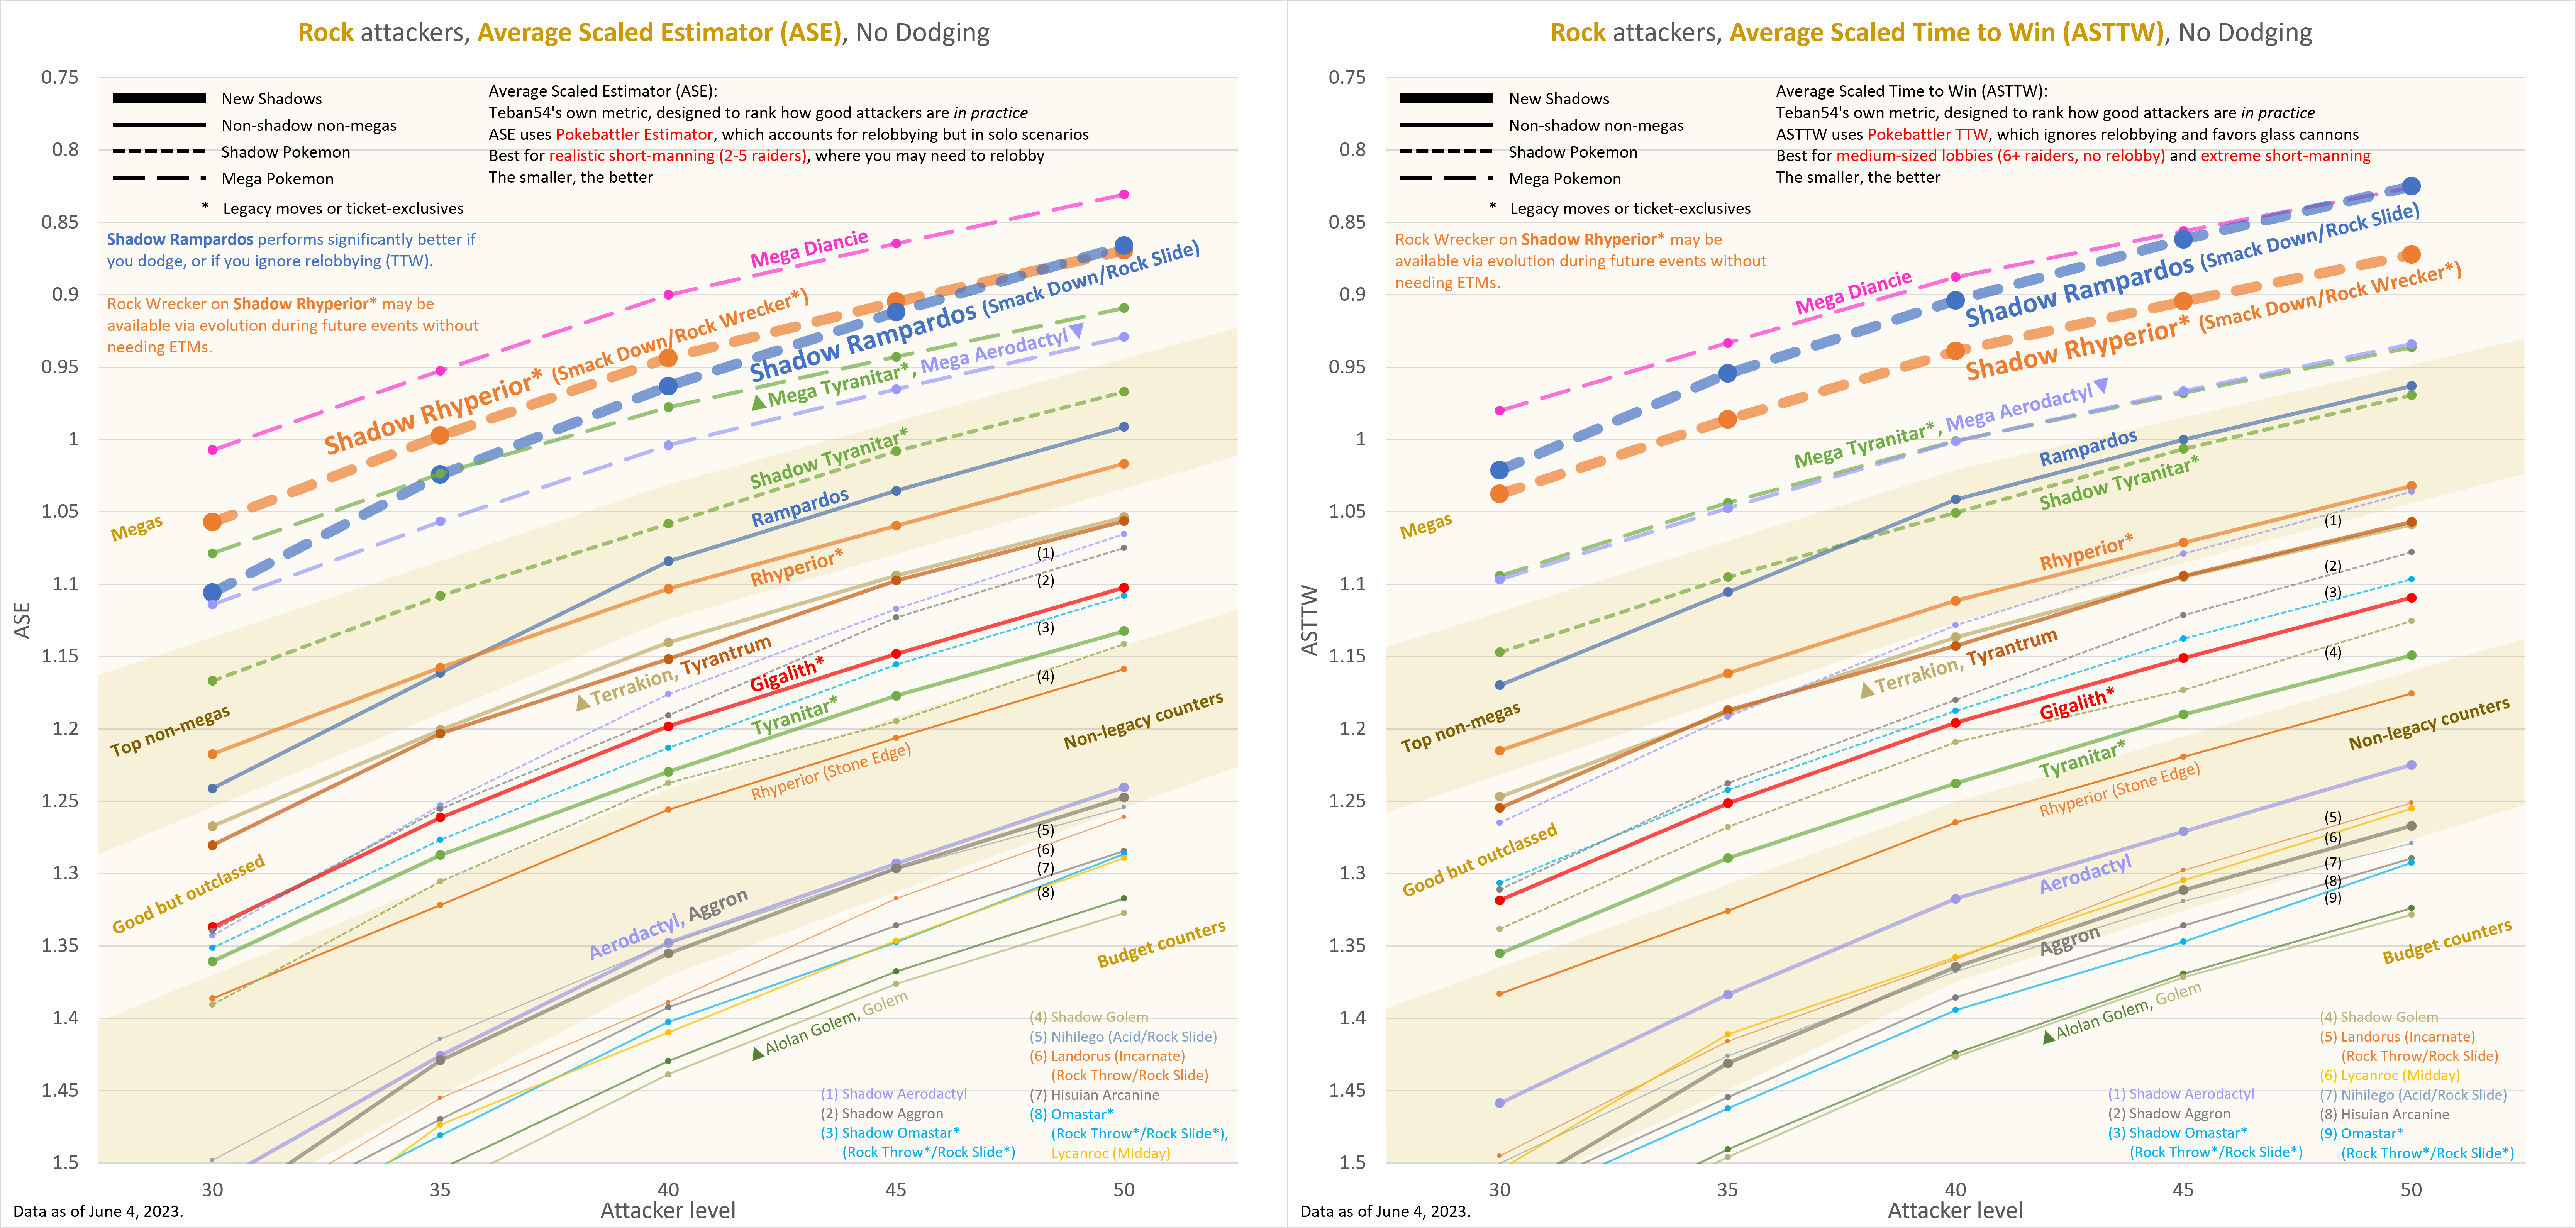 Rock attackers, Average Scaled Estimator (ASE), No Dodging
0.75
0.8
0.85
0.9
0.95
1
1.05
1.1
1.15
1.2
1.25
1.3
1.35
1.4
1.45
1.5
ASE
New Shadows
Non-shadow non-megas
Shadow Pokemon
Mega Pokemon
* Legacy moves or ticket-exclusives
Average Scaled Estimator (ASE):
Teban54's own metric, designed to rank how good attackers are in practice
ASE uses Pokebattler Estimator, which accounts for relobbying but in solo scenarios
Best for realistic short-manning (2-5 raiders), where you may need to relobby
The smaller, the better
Shadow Rampardos performs significantly better if
you dodge, or if you ignore relobbying (TTW).
Rock Wrecker on Shadow Rhyperior* may be
available via evolution during future events without
needing ETMs.
Mega Diancie
Shadow Rhyperior* (Smack Down/Rock Wrecker*)
Shadow Rampardos (Smack Down/Rock Slide)
▲Mega Tyranitar*, Mega Aerodactyl▼
Shadow Tyranitar*
Rampardos
Rhyperior*
▲Terrakion, Tyrantrum
Gigalith*
Tyranitar*
Rhyperior (Stone Edge)
Aerodactyl, Aggron
▲Alolan Golem, Golem
Megas
Top non-megas
Good but outclassed
Non-legacy counters
Budget counters
(1)
(2)
(3)
(4)
(5)
(6)
(7)
(8)
(1) Shadow Aerodactyl
(2) Shadow Aggron
(3) Shadow Omastar*
(Rock Throw*/Rock Slide*)
(4) Shadow Golem
(5) Nihilego (Acid/Rock Slide)
(6) Landorus (Incarnate)
(Rock Throw/Rock Slide)
(7) Hisuian Arcanine
(8) Omastar*
(Rock Throw*/Rock Slide*),
Lycanroc (Midday)
30
35
40
45
50
Attacker level
Data as of June 4, 2023.
Rock attackers, Average Scaled Time to Win (ASTTW), No Dodging
0.75
0.8
0.85
0.9
0.95
1
1.05
1.1
1.15
1.2
1.25
1.3
1.35
1.4
1.45
1.5
ASTTW
New Shadows
Non-shadow non-megas
Shadow Pokemon
Mega Pokemon
* Legacy moves or ticket-exclusives
Average Scaled Time to Win (ASTTW):
Teban54's own metric, designed to rank how good attackers are in practice
ASTTW uses Pokebattler TTW, which ignores relobbying and favors glass cannons
Best for medium-sized lobbies (6+ raiders, no relobby) and extreme short-manning
The smaller, the better
Rock Wrecker on Shadow Rhyperior* may be
available via evolution during future events without
needing ETMs.
Mega Diancie
Shadow Rampardos (Smack Down/Rock Slide)
Shadow Rhyperior* (Smack Down/Rock Wrecker*)
Mega Tyranitar*, Mega Aerodactyl▼
Rampardos
Shadow Tyranitar*
Rhyperior*
▲Terrakion, Tyrantrum
Gigalith*
Tyranitar*
Rhyperior (Stone Edge)
Aerodactyl
Aggron
▲Alolan Golem, Golem
Megas
Top non-megas
Good but outclassed
Non-legacy counters
Budget counters
(1)
(2)
(3)
(4)
(5)
(6)
(7)
(8)
(9)
(1) Shadow Aerodactyl
(2) Shadow Aggron
(3) Shadow Omastar*
(Rock Throw*/Rock Slide*)
(4) Shadow Golem
(5) Landorus (Incarnate)
(Rock Throw/Rock Slide)
(6) Lycanroc (Midday)
(7) Nihilego (Acid/Rock Slide)
(8) Hisuian Arcanine
(9) Omastar*
(Rock Throw*/Rock Slide*)
30
35
40
45
50
Attacker level
Data as of June 4, 2023.